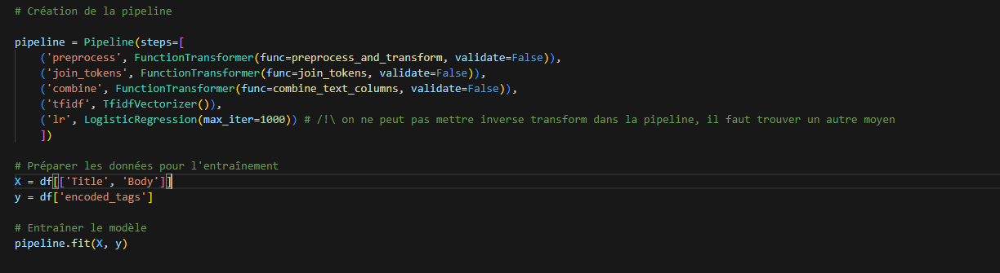 # Création de la pipeline
pipeline = Pipeline(steps=[
('preprocess', FunctionTransformer(func=preprocess_and_transform, validate=False)),
('join_tokens', FunctionTransformer(func=join_tokens, validate=False)),
('combine', FunctionTransformer(func=combine_text_columns, validate=False)),
('tfidf', TfidfVectorizer()),
('lr', LogisticRegression(max_iter=1000)) # /!\ on ne peut pas mettre inverse transform dans la pipeline, il faut trouver un autre moyen
])
# Préparer les données pour l'entraînement
X = df[['Title', 'Body']]
y = df['encoded_tags']
# Entraîner le modèle
pipeline.fit(X, y)